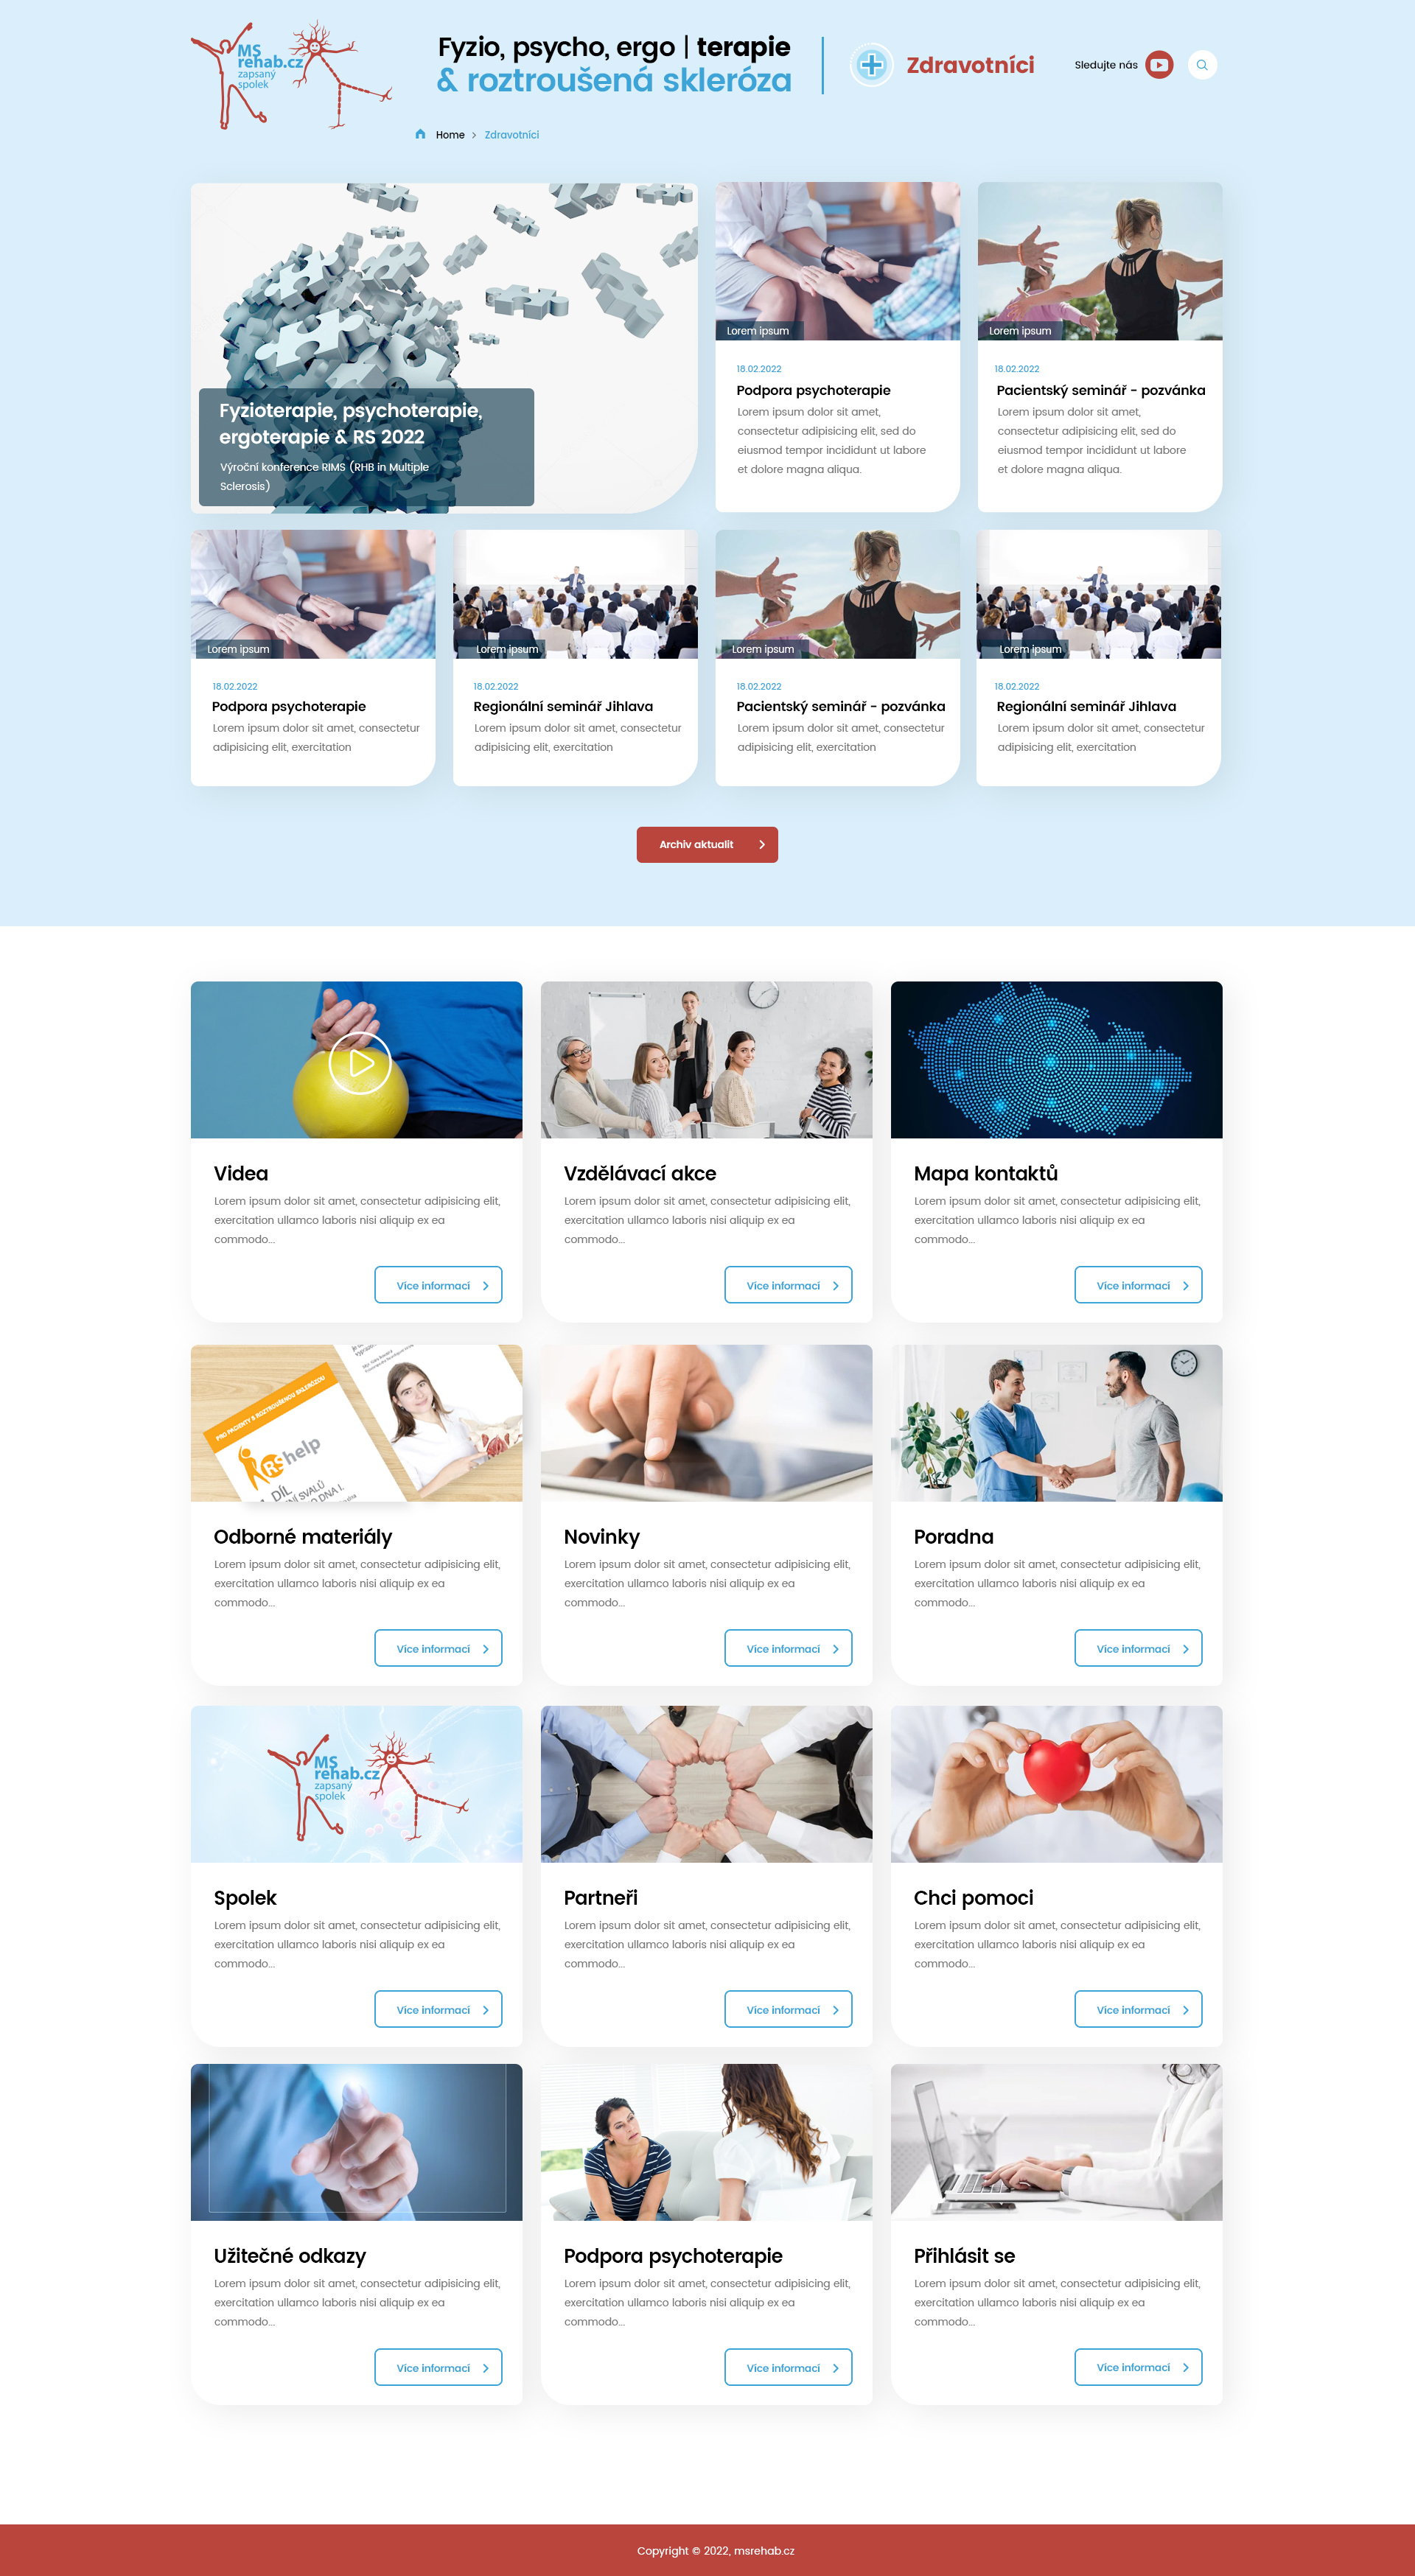 MS
rehab.cz
zapsaný
spolek
Fyzio, psycho, ergo | terapie
& roztroušená skleróza
Zdravotníci
Sledujte nás
Home > Zdravotníci
Fyzioterapie, psychoterapie,
ergoterapie & RS 2022
Výroční konference RIMS (RHB in Multiple
Sclerosis)
Lorem ipsum
18.02.2022
Podpora psychoterapie
Lorem ipsum dolor sit amet,
consectetur adipisicing elit, sed do
eiusmod tempor incididunt ut labore
et dolore magna aliqua.
Lorem ipsum
18.02.2022
Pacientský seminář - pozvánka
Lorem ipsum dolor sit amet,
consectetur adipisicing elit, sed do
eiusmod tempor incididunt ut labore
et dolore magna aliqua.
Lorem ipsum
18.02.2022
Podpora psychoterapie
Lorem ipsum dolor sit amet, consectetur
adipisicing elit, exercitation
Lorem ipsum
18.02.2022
Regionální seminář Jihlava
Lorem ipsum dolor sit amet, consectetur
adipisicing elit, exercitation
Lorem ipsum
18.02.2022
Pacientský seminář - pozvánka
Lorem ipsum dolor sit amet, consectetur
adipisicing elit, exercitation
Lorem ipsum
18.02.2022
Regionální seminář Jihlava
Lorem ipsum dolor sit amet, consectetur
adipisicing elit, exercitation
Archiv aktualit
Videa
Lorem ipsum dolor sit amet, consectetur adipisicing elit,
exercitation ullamco laboris nisi aliquip ex ea
commodo...
Více informací
Vzdělávací akce
Lorem ipsum dolor sit amet, consectetur adipisicing elit,
exercitation ullamco laboris nisi aliquip ex ea
commodo...
Více informací
Mapa kontaktů
Lorem ipsum dolor sit amet, consectetur adipisicing elit,
exercitation ullamco laboris nisi aliquip ex ea
commodo...
Více informací
PRO PACIENTY S ROZTROUŠENOU SKLERÓZOU
RS help
DÍL
NÍ SVALŮ
O DNA I.
Odborné materiály
Lorem ipsum dolor sit amet, consectetur adipisicing elit,
exercitation ullamco laboris nisi aliquip ex ea
commodo...
Více informací
Novinky
Lorem ipsum dolor sit amet, consectetur adipisicing elit,
exercitation ullamco laboris nisi aliquip ex ea
commodo...
Více informací
Poradna
Lorem ipsum dolor sit amet, consectetur adipisicing elit,
exercitation ullamco laboris nisi aliquip ex ea
commodo...
Více informací
MS
rehab.cz
zapsaný
spolek
Spolek
Lorem ipsum dolor sit amet, consectetur adipisicing elit,
exercitation ullamco laboris nisi aliquip ex ea
commodo...
Více informací
Partneři
Lorem ipsum dolor sit amet, consectetur adipisicing elit,
exercitation ullamco laboris nisi aliquip ex ea
commodo...
Více informací
Chci pomoci
Lorem ipsum dolor sit amet, consectetur adipisicing elit,
exercitation ullamco laboris nisi aliquip ex ea
commodo...
Více informací
Užitečné odkazy
Lorem ipsum dolor sit amet, consectetur adipisicing elit,
exercitation ullamco laboris nisi aliquip ex ea
commodo...
Více informací
Podpora psychoterapie
Lorem ipsum dolor sit amet, consectetur adipisicing elit,
exercitation ullamco laboris nisi aliquip ex ea
commodo...
Více informací
Přihlásit se
Lorem ipsum dolor sit amet, consectetur adipisicing elit,
exercitation ullamco laboris nisi aliquip ex ea
commodo...
Více informací
Copyright © 2022, msrehab.cz